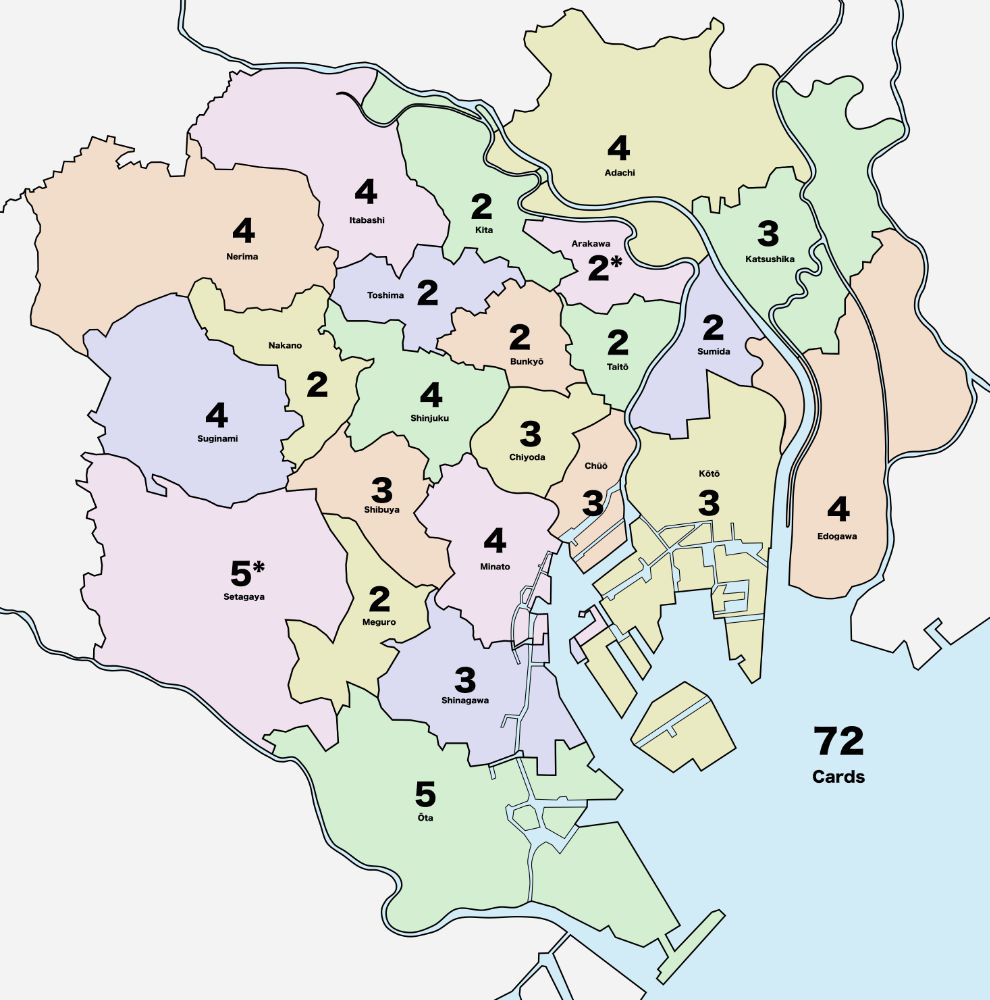 4
Adachi
4
Itabashi
2
Kita
4
Nerima
3
Katsushika
Arakawa
2*
Toshima 2
2
Bunkyō
2
Taitō
2
Sumida
Nakano
2
4
Shinjuku
4
Suginami
3
Chiyoda
Chūō
3
Kōtō
3
3
Shibuya
4
Edogawa
4
Minato
5*
Setagaya
2
Meguro
3
Shinagawa
72
Cards
5
Ōta